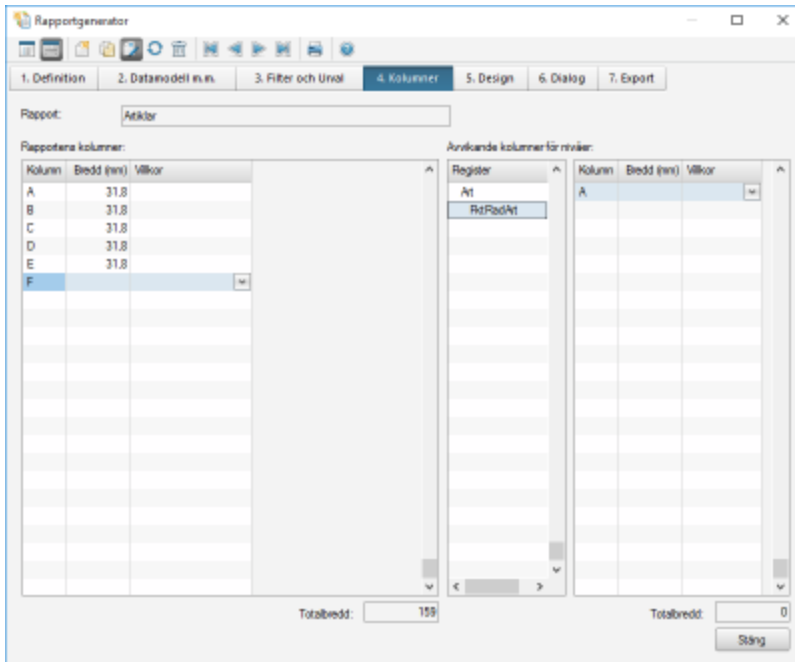 Rapportgenerator
1. Definition 2. Datamodell m.m. 3. Filter och Urval 4. Kolumner 5. Design 6. Dialog 7. Export
Rapport: Artiklar
Rapportens kolumner: Avvikande kolumner för nivåer:
Kolumn Bredd (mm) Villkor Register Kolumn Bredd (mm) Villkor
A 31,8 Art A
B 31,8 FktRadArt
C 31,8
D 31,8
E 31,8
F
Totalbredd: 159 Totalbredd: 0
Stäng